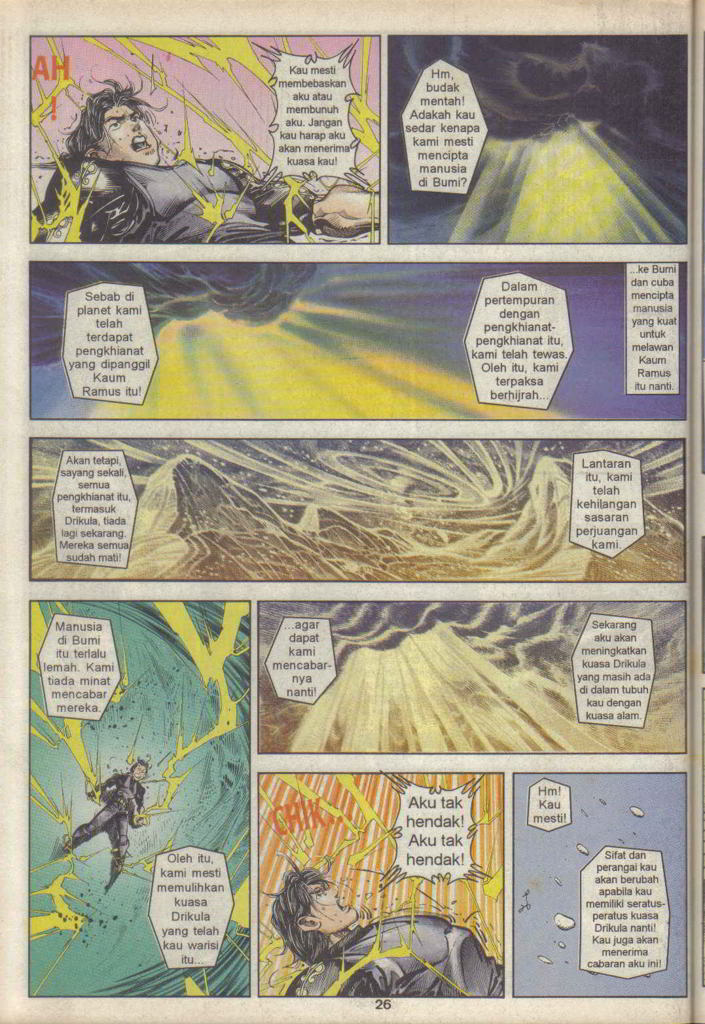 AH
!
Kau mesti
membebaskan
aku atau
membunuh
aku. Jangan
kau harap aku
akan menerima
kuasa kau!
Hm,
budak
mentah!
Adakah kau
sedar kenapa
kami mesti
mencipta
manusia
di Bumi?
Sebab di
planet kami
telah
terdapat
pengkhianat
yang dipanggil
Kaum
Ramus itu!
Dalam
pertempuran
dengan
pengkhianat-
pengkhianat itu,
kami telah tewas.
Oleh itu, kami
terpaksa
berhijrah...
...ke Bumi
dan cuba
mencipta
manusia
yang kuat
untuk
melawan
Kaum
Ramus
itu nanti.
Akan tetapi,
sayang sekali,
semua
pengkhianat itu,
termasuk
Drikula, tiada
lagi sekarang.
Mereka semua
sudah mati!
Lantaran
itu, kami
telah
kehilangan
sasaran
perjuangan
kami.
Manusia
di Bumi
itu terlalu
lemah. Kami
tiada minat
mencabar
mereka.
Oleh itu,
kami mesti
memulihkan
kuasa
Drikula
yang telah
kau warisi
itu...
...agar
dapat
kami
mencabar-
nya
nanti!
Sekarang
aku akan
meningkatkan
kuasa Drikula
yang masih ada
di dalam tubuh
kau dengan
kuasa alam.
CHIK...
Aku tak
hendak!
Aku tak
hendak!
Hm!
Kau
mesti!
Sifat dan
perangai kau
akan berubah
apabila kau
memiliki seratus-
peratus kuasa
Drikula nanti!
Kau juga akan
menerima
cabaran aku ini!
26